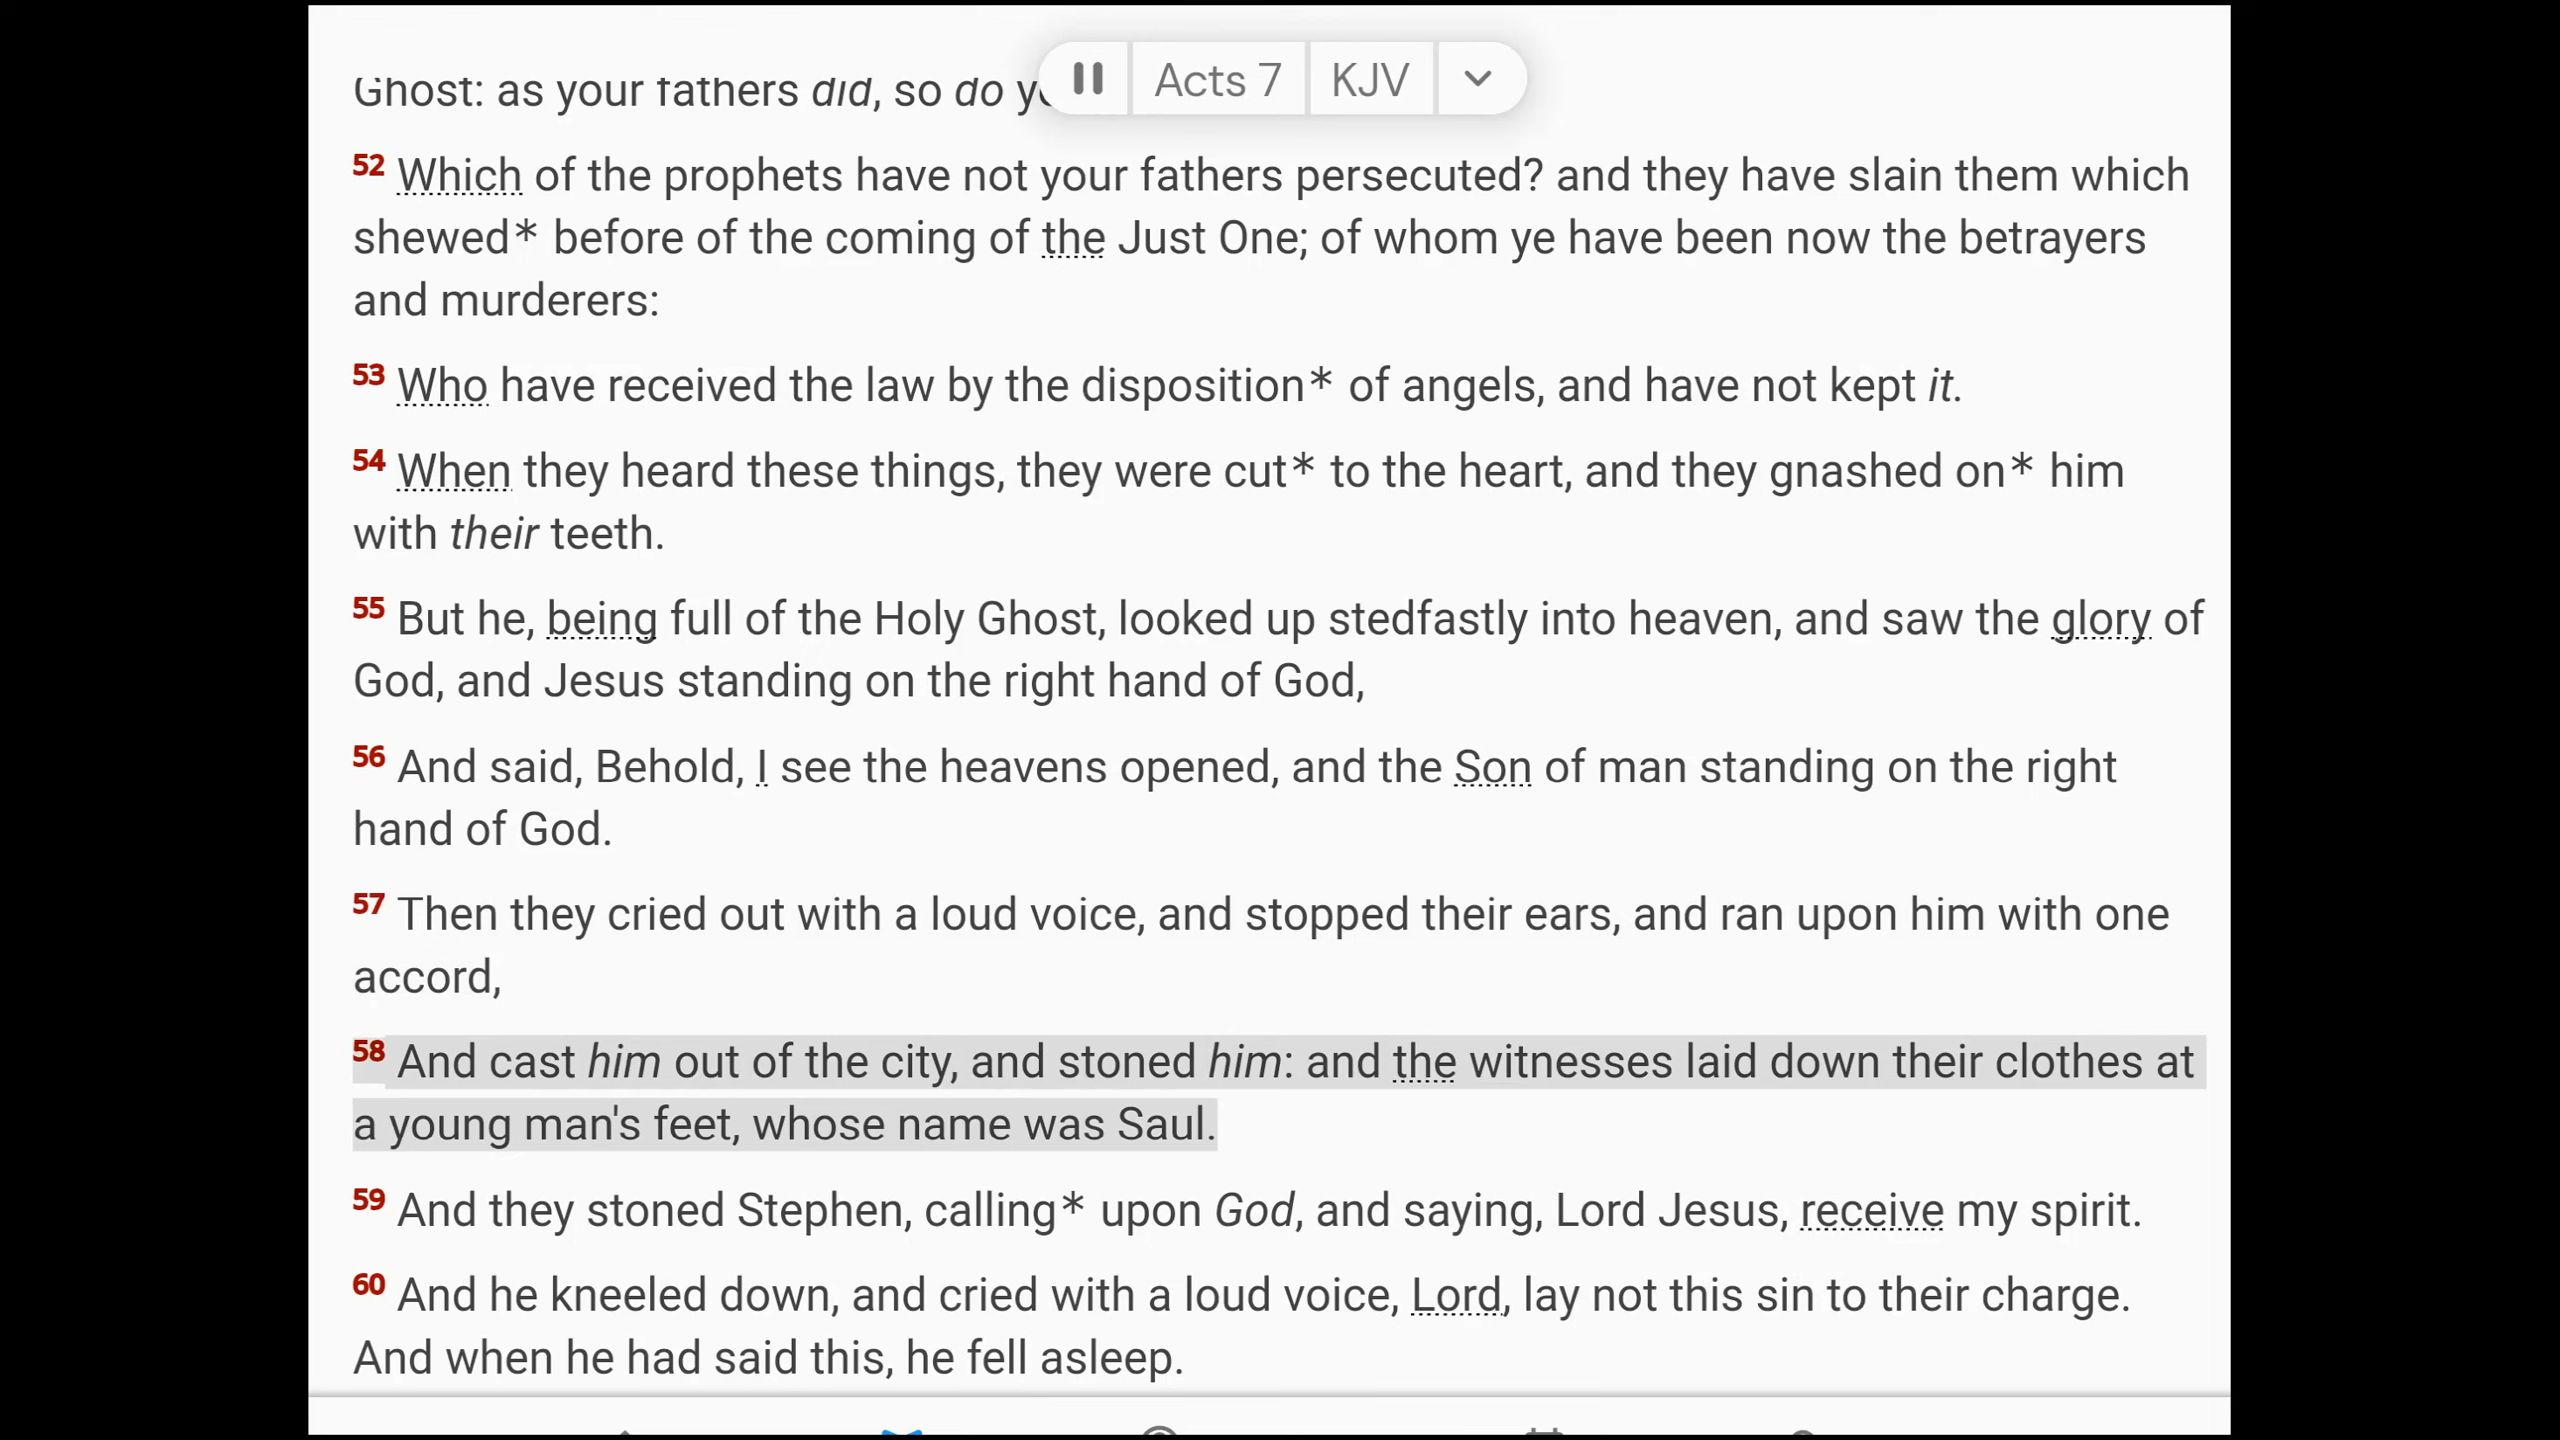 Acts 7 KJV
Ghost: as your fathers did, so do
52 Which of the prophets have not your fathers persecuted? and they have slain them which
shewed* before of the coming of the Just One; of whom ye have been now the betrayers
and murderers:
53 Who have received the law by the disposition* of angels, and have not kept it.
54 When they heard these things, they were cut* to the heart, and they gnashed on* him
with their teeth.
55 But he, being full of the Holy Ghost, looked up stedfastly into heaven, and saw the glory of
God, and Jesus standing on the right hand of God,
56 And said, Behold, I see the heavens opened, and the Son of man standing on the right
hand of God.
57 Then they cried out with a loud voice, and stopped their ears, and ran upon him with one
accord,
58 And cast him out of the city, and stoned him: and the witnesses laid down their clothes at
a young man's feet, whose name was Saul.
59 And they stoned Stephen, calling* upon God, and saying, Lord Jesus, receive my spirit.
60 And he kneeled down, and cried with a loud voice, Lord, lay not this sin to their charge.
And when he had said this, he fell asleep.